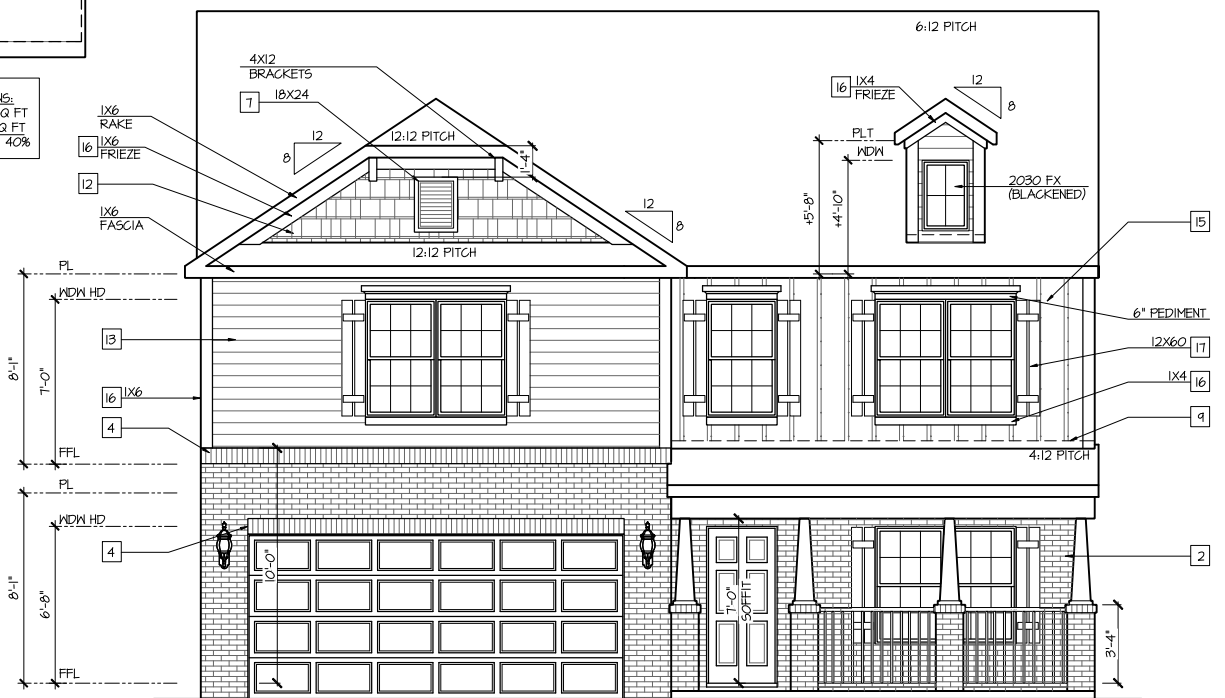 6:12 PITCH
NS:
Q FT
Q FT
40%
4X12
BRACKETS
7
18X24
1X6
RAKE
16
1X6
FRIEZE
12
8
12:12 PITCH
1'-4"
12
1X6
FASCIA
12
8
12:12 PITCH
16
1X4
FRIEZE
12
8
PLT
WDW
+5'-8"
+4'-10"
2030 FX
(BLACKENED)
15
6" PEDIMENT
12X60
17
1X4
16
9
4:12 PITCH
PL
WDW HD
13
16
1X6
4
FFL
8'-1"
7'-0"
PL
WDW HD
4
FFL
8'-1"
6'-8"
10'-0"
7'-0"
SOFFIT
2
3'-4"